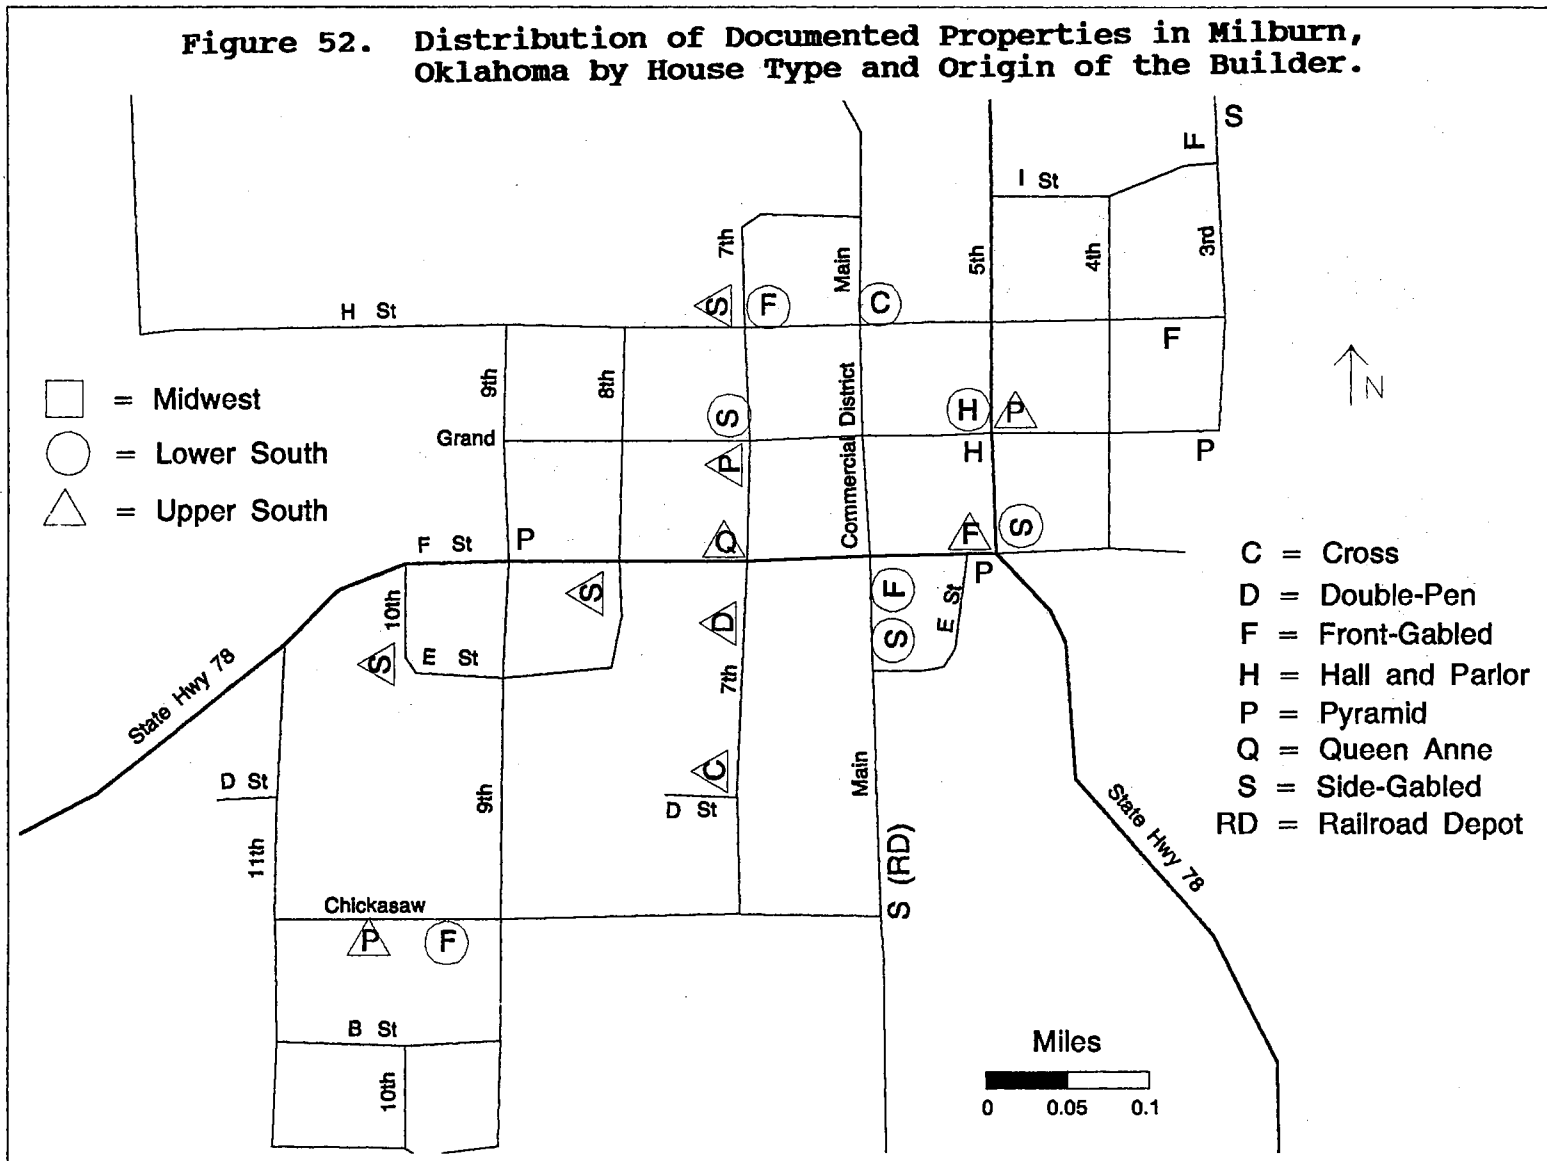 Figure 52. Distribution of Documented Properties in Milburn,
Oklahoma by House Type and Origin of the Builder.
S
F
I St
7th
Main
5th
4th
3rd
S
F
C
H St
F
N
9th
8th
Commercial District
= Midwest
= Lower South
= Upper South
S
H
P
Grand
P
H
P
F St
P
Q
F
S
C = Cross
D = Double-Pen
F = Front-Gabled
H = Hall and Parlor
P = Pyramid
Q = Queen Anne
S = Side-Gabled
RD = Railroad Depot
10th
S
D
F
S
E St
P
S
E St
7th
State Hwy 78
D St
9th
C
D St
Main
State Hwy 78
11th
S (RD)
Chickasaw
P
F
B St
10th
Miles
0 0.05 0.1